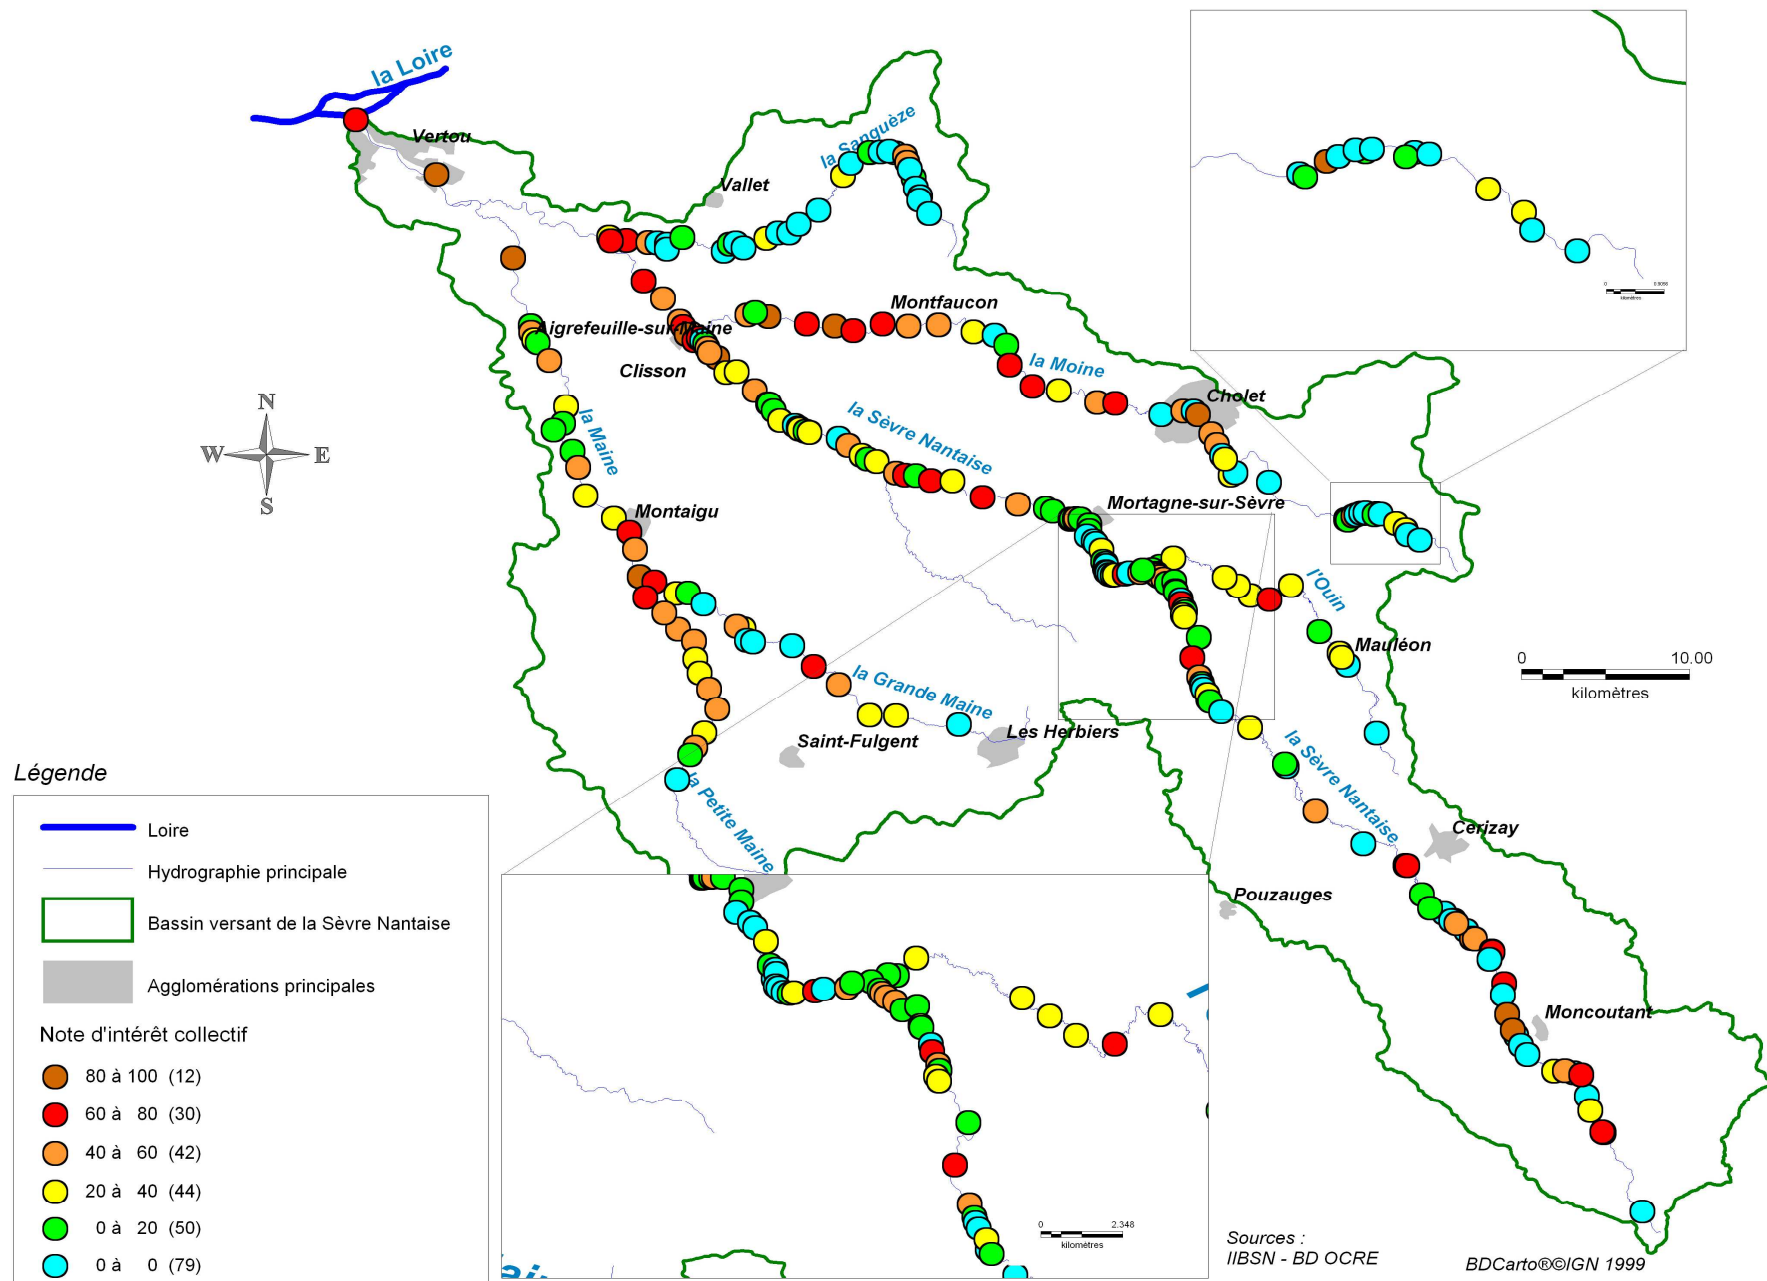 la Loire
Vertou
la Sanguèze
Vallet
Montfaucon
Aigrefeuille-sur-Maine
Clisson
la Moine
Cholet
la Sèvre Nantaise
la Maine
N
W
E
S
Mortagne-sur-Sèvre
Montaigu
l'Ouin
Mauléon
0 10.00
kilomètres
0 0.9098
kilomètres
la Grande Maine
Les Herbiers
Saint-Fulgent
la Petite Maine
la Sèvre Nantaise
Cerizay
Pouzauges
Moncoutant
Légende
Loire
Hydrographie principale
Bassin versant de la Sèvre Nantaise
Agglomérations principales
Note d'intérêt collectif
80 à 100 (12)
60 à 80 (30)
40 à 60 (42)
20 à 40 (44)
0 à 20 (50)
0 à 0 (79)
0 2.348
kilomètres
Sources :
IIBSN - BD OCRE
BDCarto®©IGN 1999